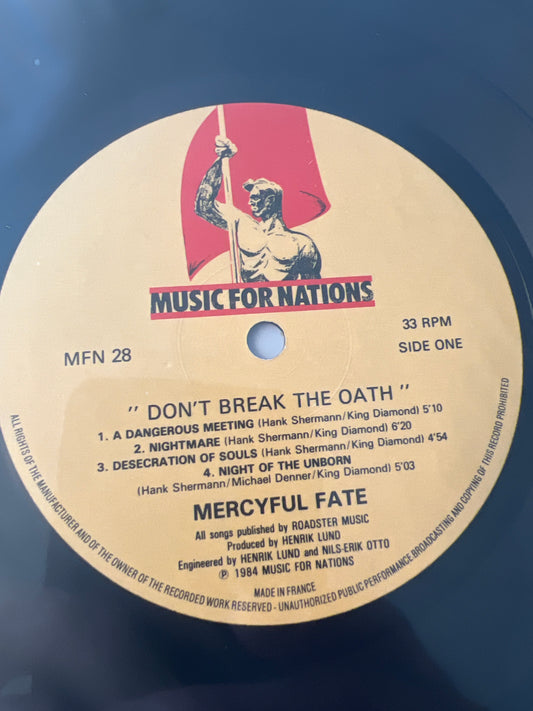 MUSIC FOR NATIONS
MFN 28
33 RPM
SIDE ONE
" DON'T BREAK THE OATH "
1. A DANGEROUS MEETING (Hank Shermann/King Diamond) 5'10
2. NIGHTMARE (Hank Shermann/King Diamond) 6'20
3. DESECRATION OF SOULS (Hank Shermann/King Diamond) 4'54
4. NIGHT OF THE UNBORN
(Hank Shermann/Michael Denner/King Diamond) 5'03
MERCYFUL FATE
All songs published by ROADSTER MUSIC
Produced by HENRIK LUND
Engineered by HENRIK LUND and NILS-ERIK OTTO
℗ 1984 MUSIC FOR NATIONS
MADE IN FRANCE
ALL RIGHTS OF THE MANUFACTURER AND OF THE OWNER OF THE RECORDED WORK RESERVED - UNAUTHORIZED PUBLIC PERFORMANCE BROADCASTING AND COPYING OF THIS RECORD PROHIBITED